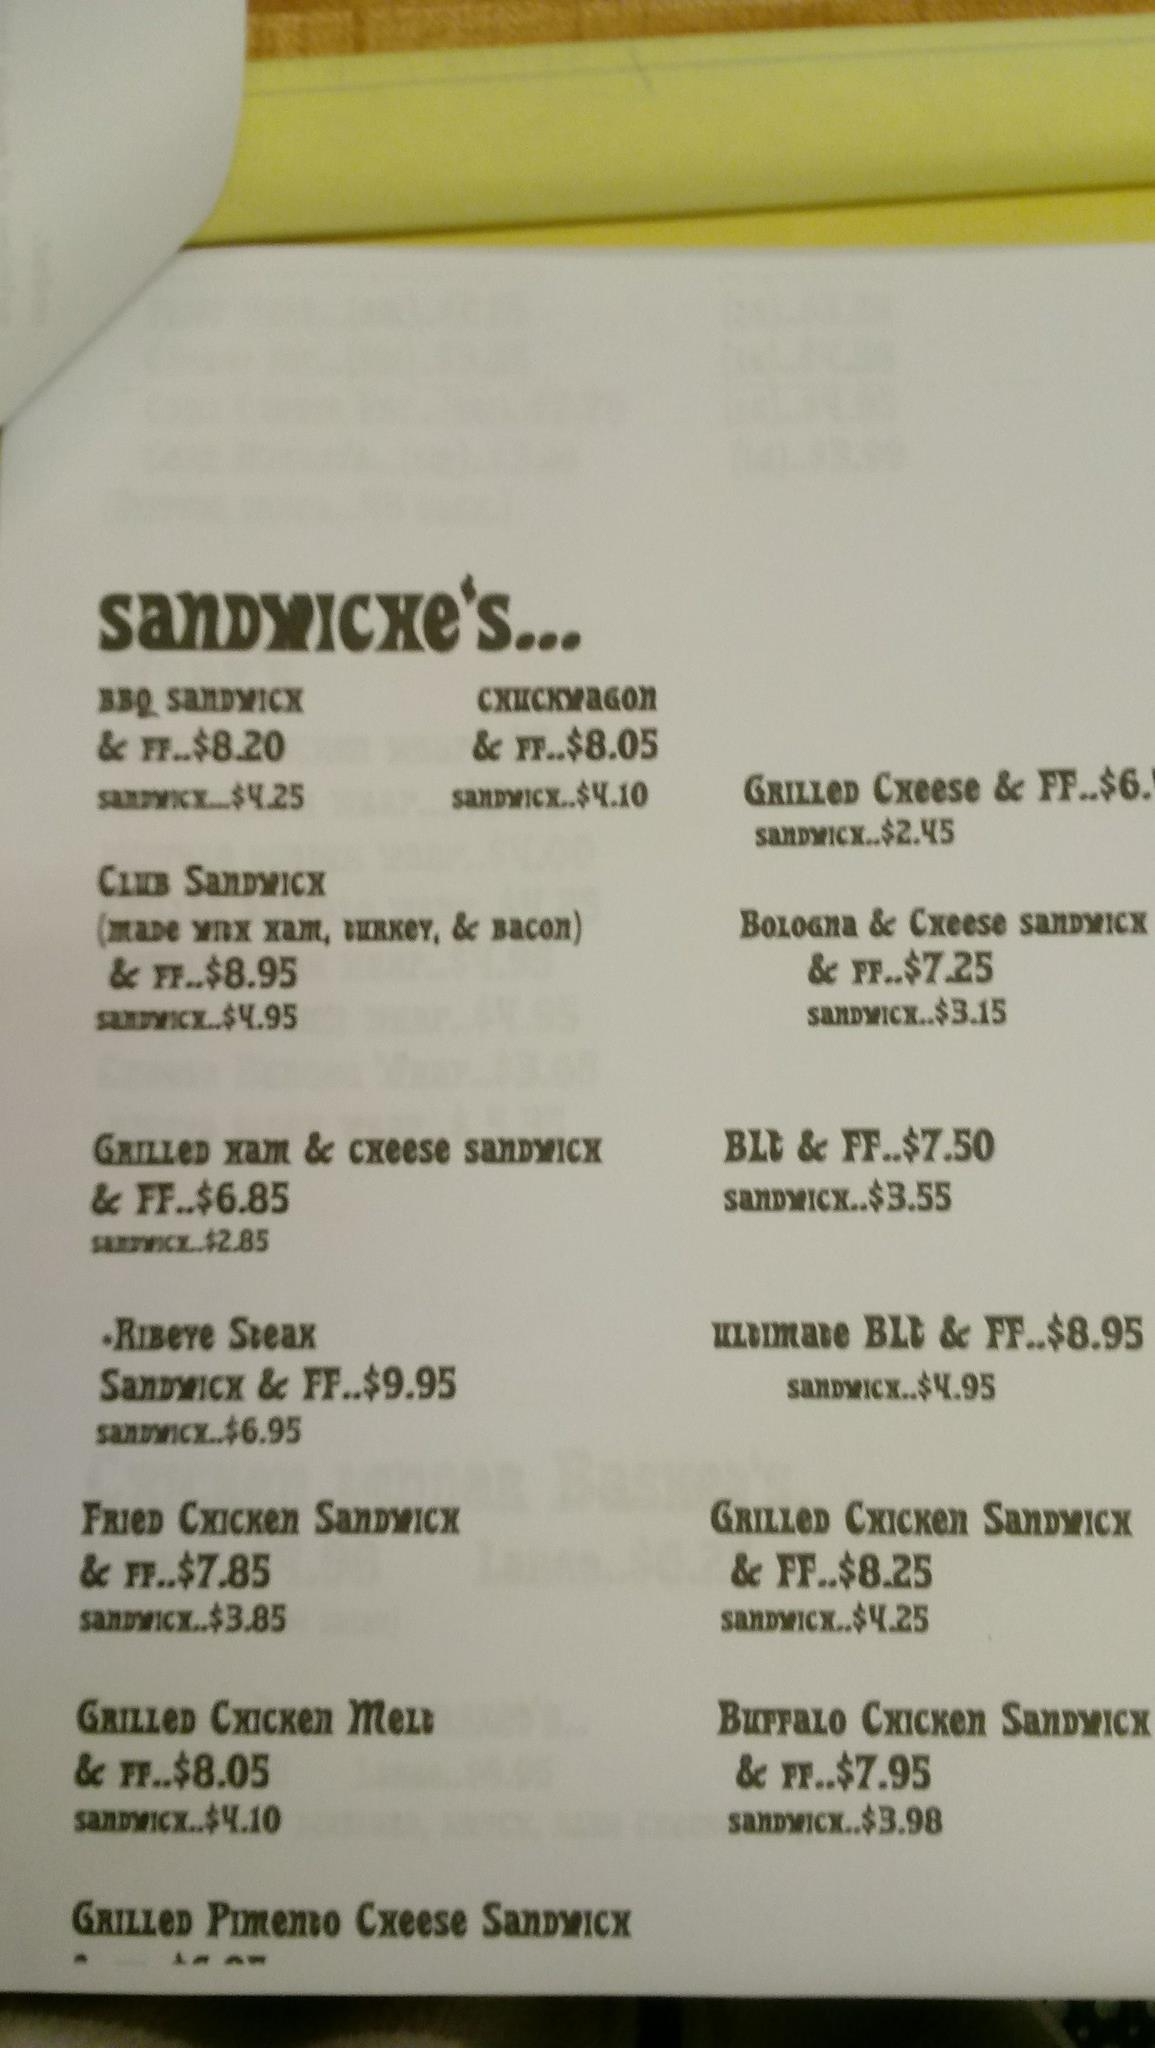 Sandwiche's...
BBQ Sandwich
& FF..$8.20
sandwich...$4.25
Chuckwagon
& FF..$8.05
sandwich..$4.10
Club Sandwich
(made with ham, turkey, & bacon)
& FF..$8.95
sandwich..$4.95
Grilled ham & cheese sandwich
& FF..$6.85
sandwich..$2.85
·Ribeye Steak
Sandwich & FF..$9.95
sandwich..$6.95
Fried Chicken Sandwich
& FF..$7.85
sandwich..$3.85
Grilled Chicken Melt
& FF..$8.05
sandwich..$4.10
Grilled Pimento Cheese Sandwich
Grilled Cheese & FF..$6.
sandwich..$2.45
Bologna & Cheese sandwich
& FF..$7.25
sandwich..$3.15
BLt & FF..$7.50
sandwich..$3.55
ultimate BLt & FF..$8.95
sandwich..$4.95
Grilled Chicken Sandwich
& FF..$8.25
sandwich..$4.25
Buffalo Chicken Sandwich
& FF..$7.95
sandwich..$3.98